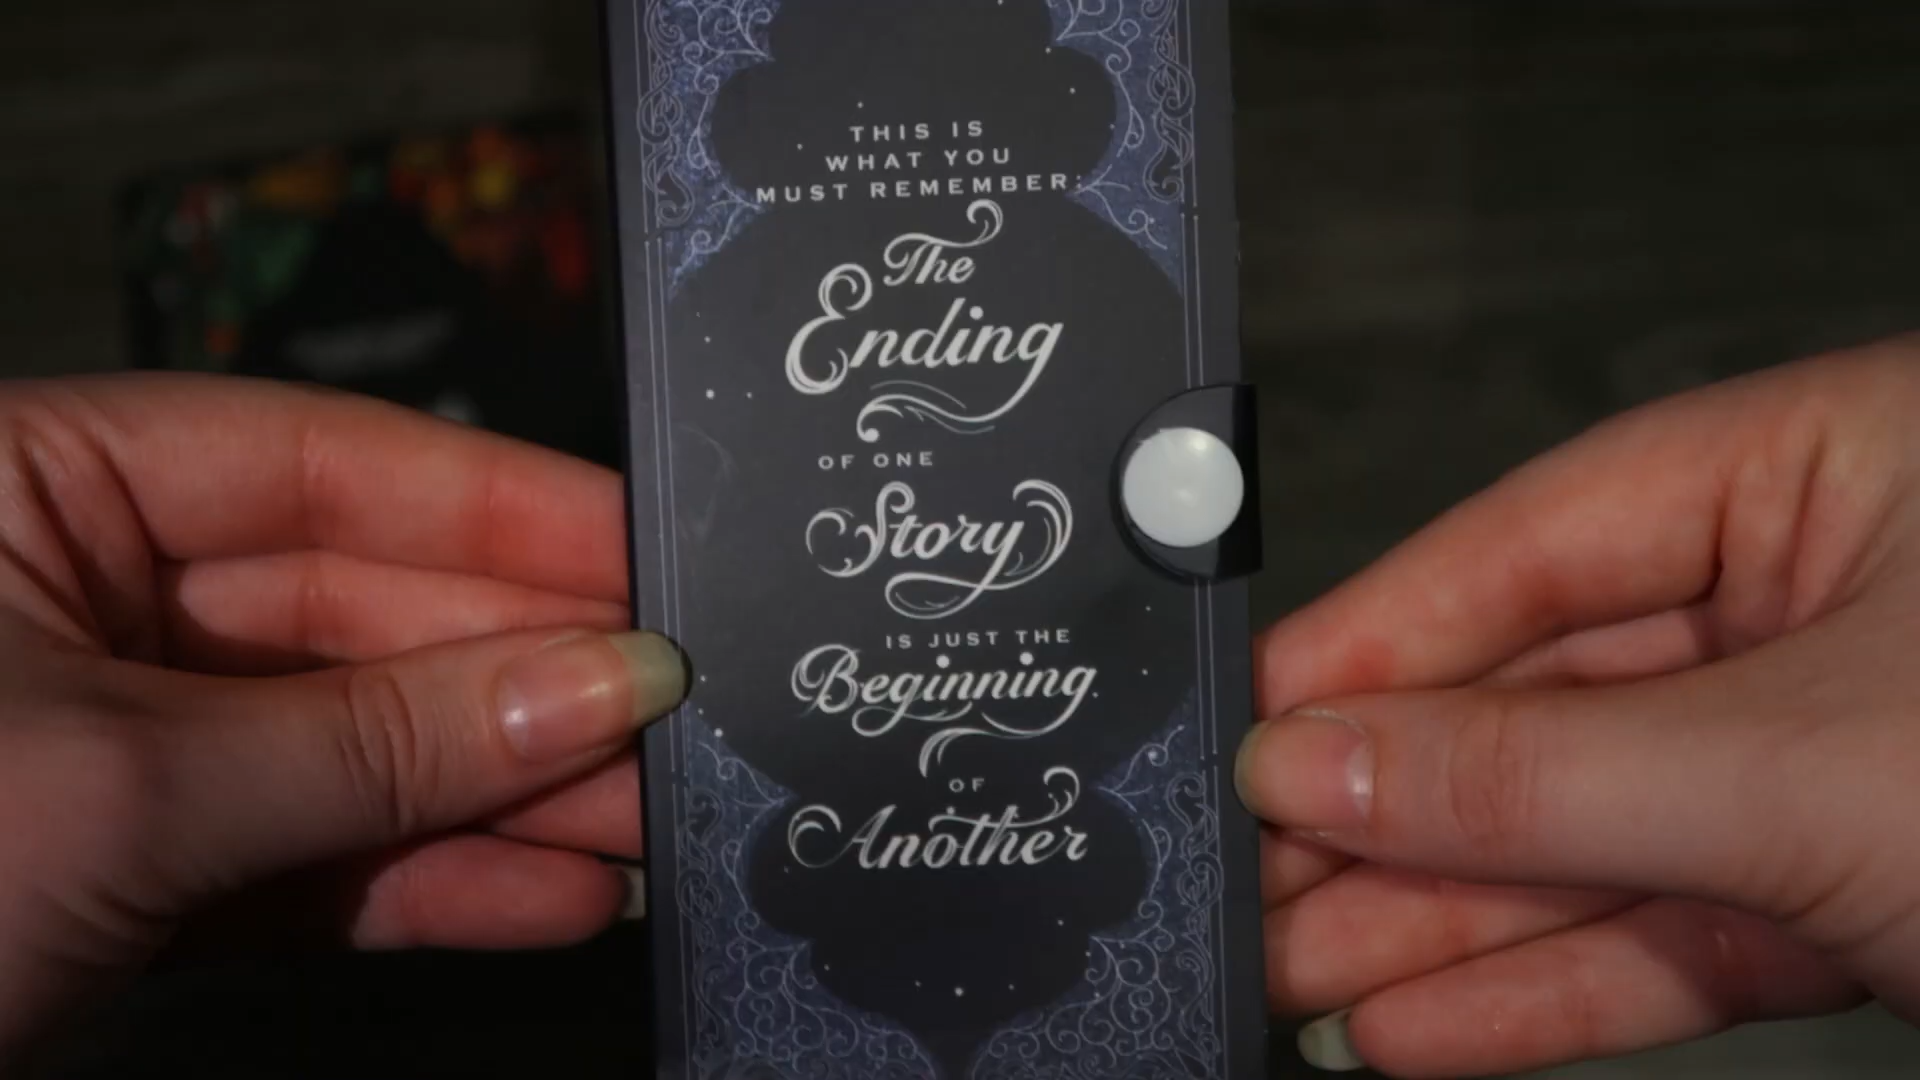 THIS IS
WHAT YOU
MUST REMEMBER:
The
Ending
OF ONE
Story
IS JUST THE
Beginning
OF
Another